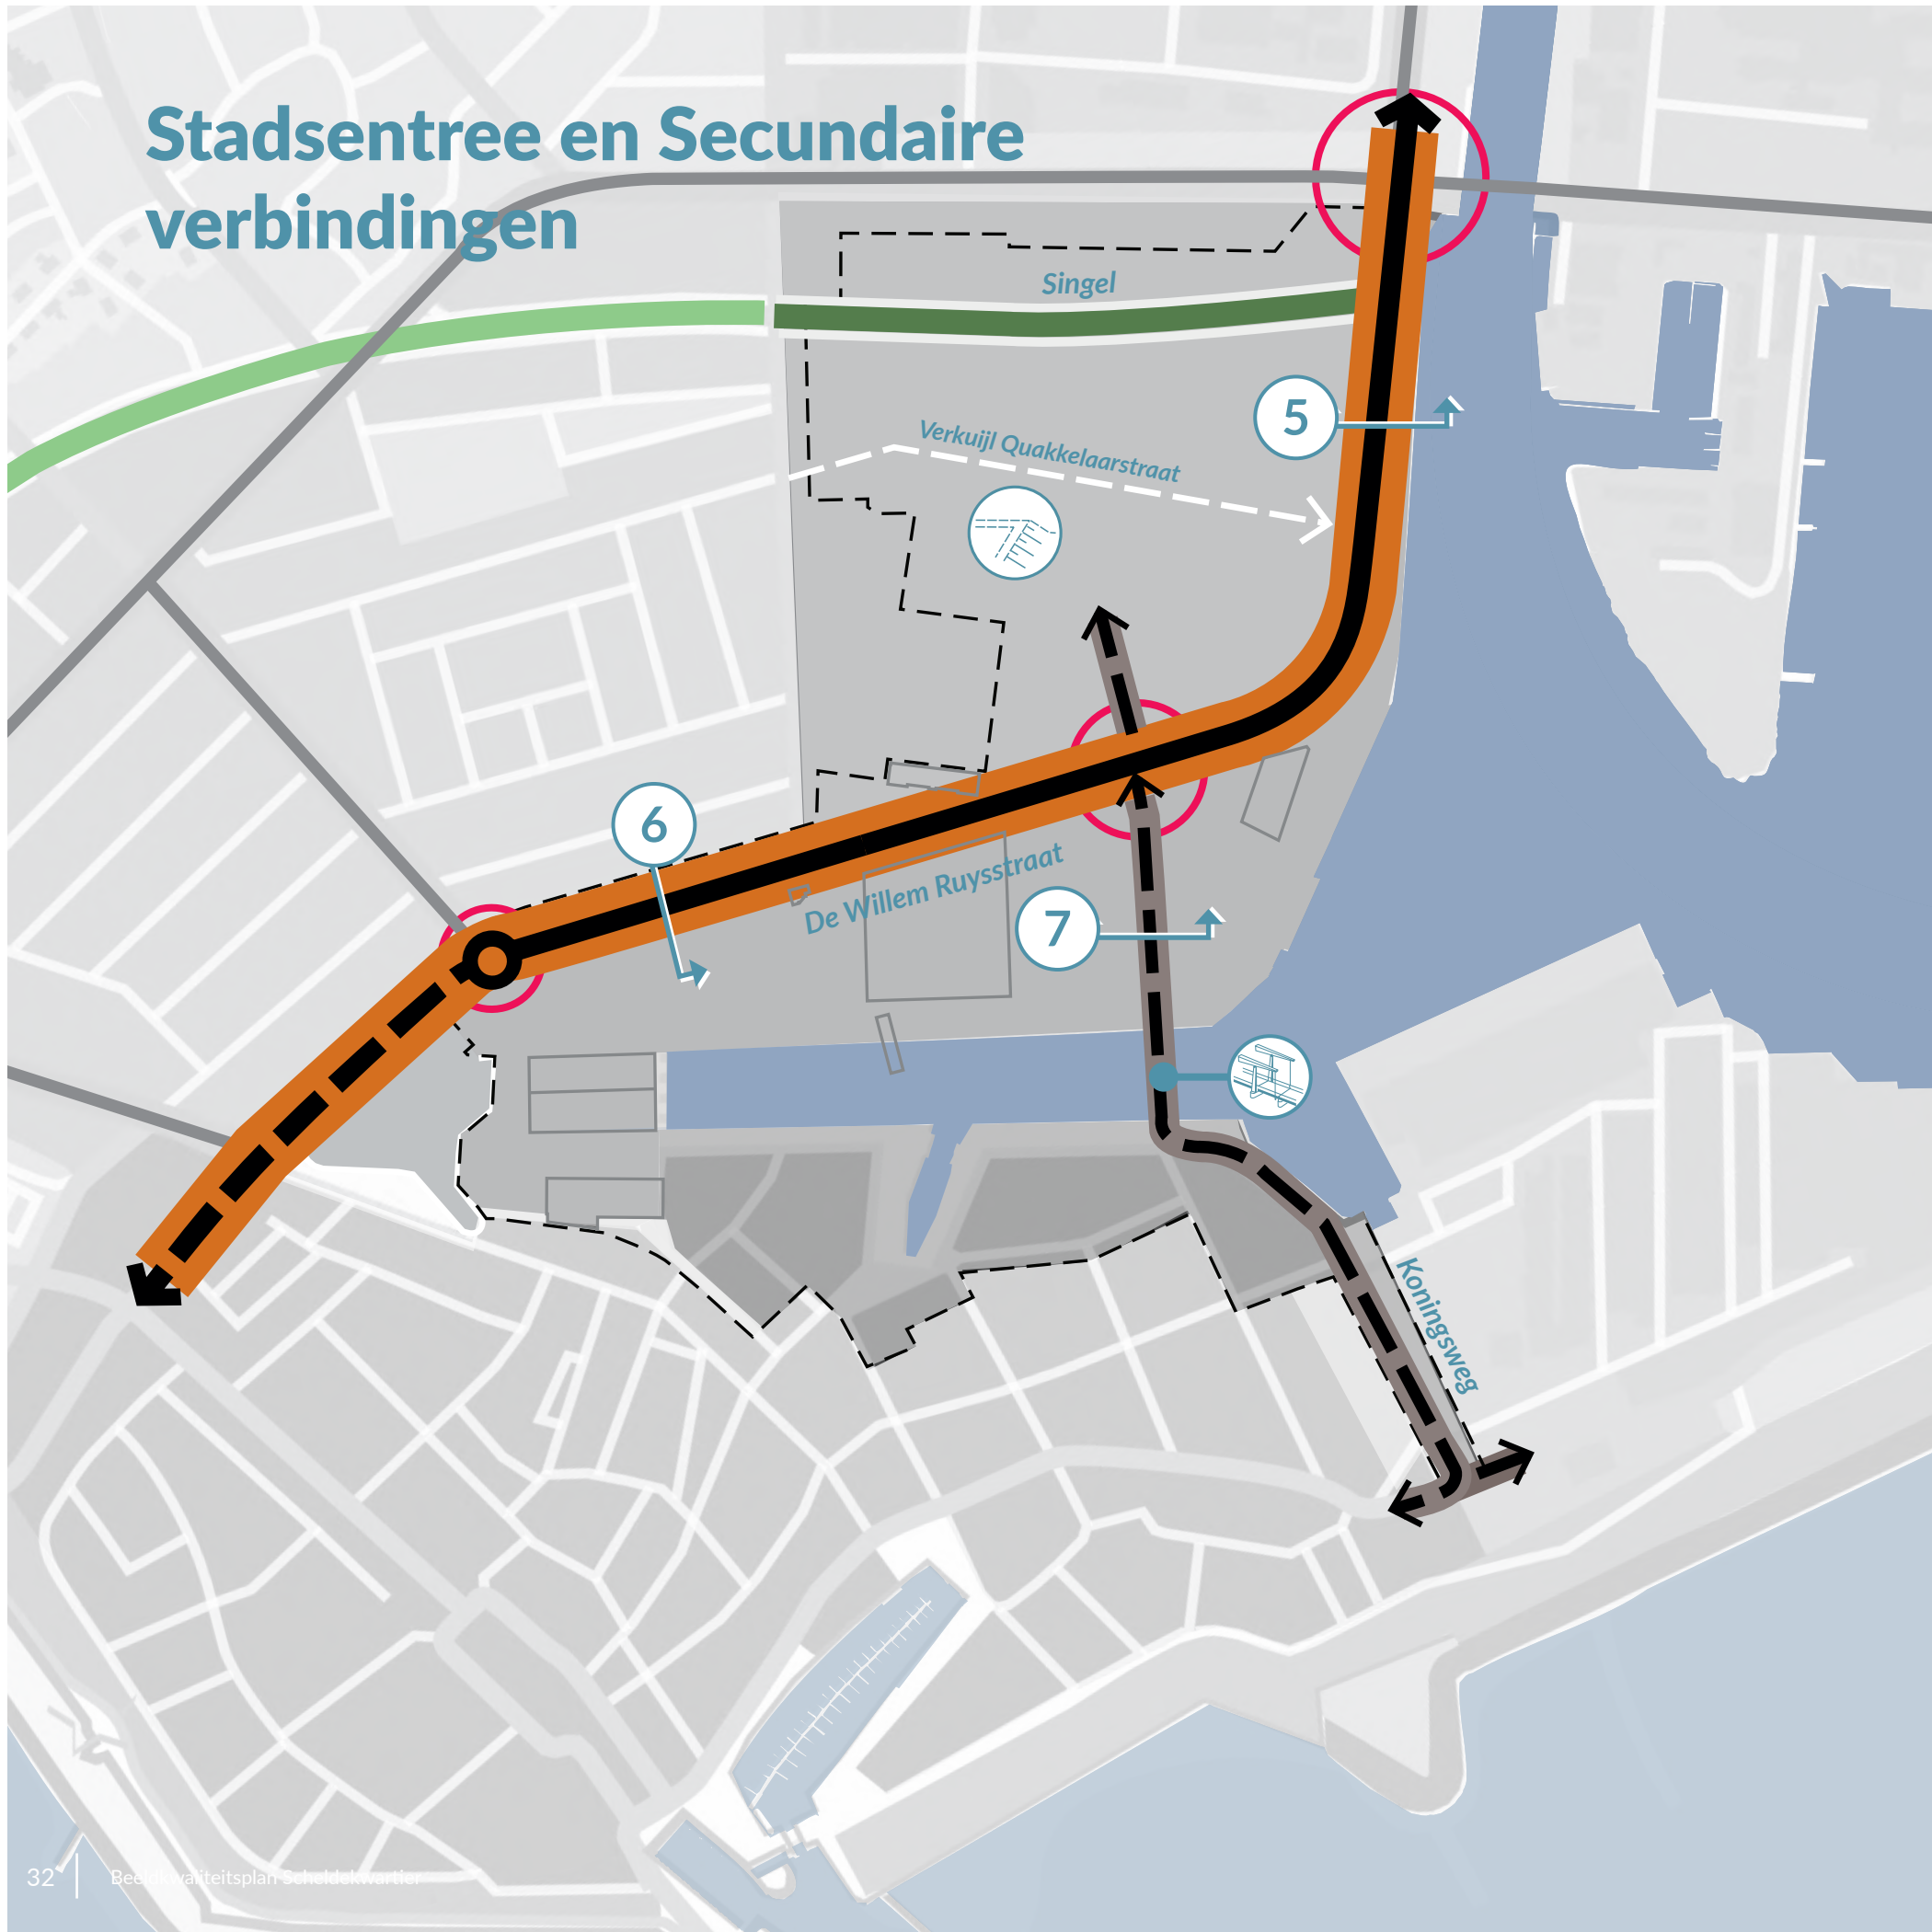 Stadsentree en Secundaire
verbindingen
Singel
5
Verkuijl Quakkelaarstraat
6
De Willem Ruysstraat
7
Koningsweg
32
Beeldkwaliteitsplan Scheldekwartier